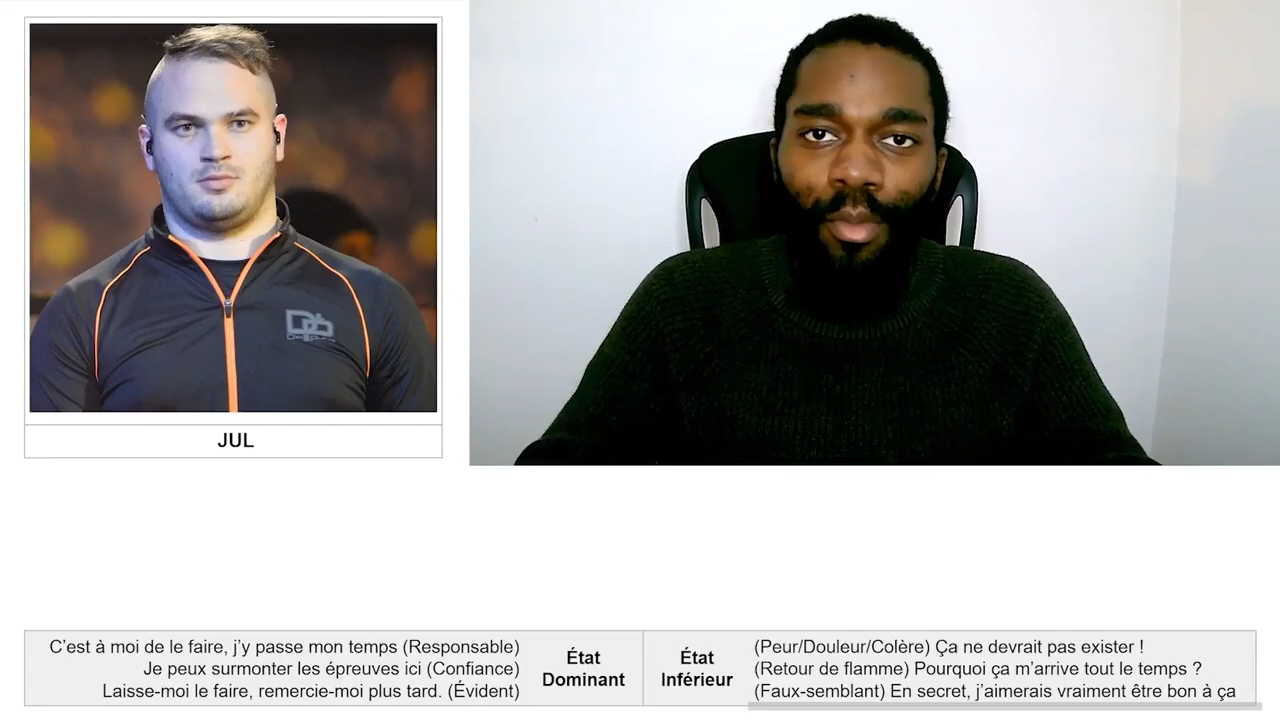 Db
JUL
C’est à moi de le faire, j’y passe mon temps (Responsable)
Je peux surmonter les épreuves ici (Confiance)
Laisse-moi le faire, remercie-moi plus tard. (Évident)
État
Dominant
État
Inférieur
(Peur/Douleur/Colère) Ça ne devrait pas exister !
(Retour de flamme) Pourquoi ça m’arrive tout le temps ?
(Faux-semblant) En secret, j’aimerais vraiment être bon à ça